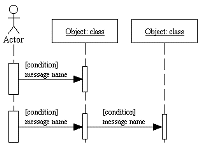 Actor
Object: class
Object: class
[condition]
message name
[condition]
message name
[condition]
message name